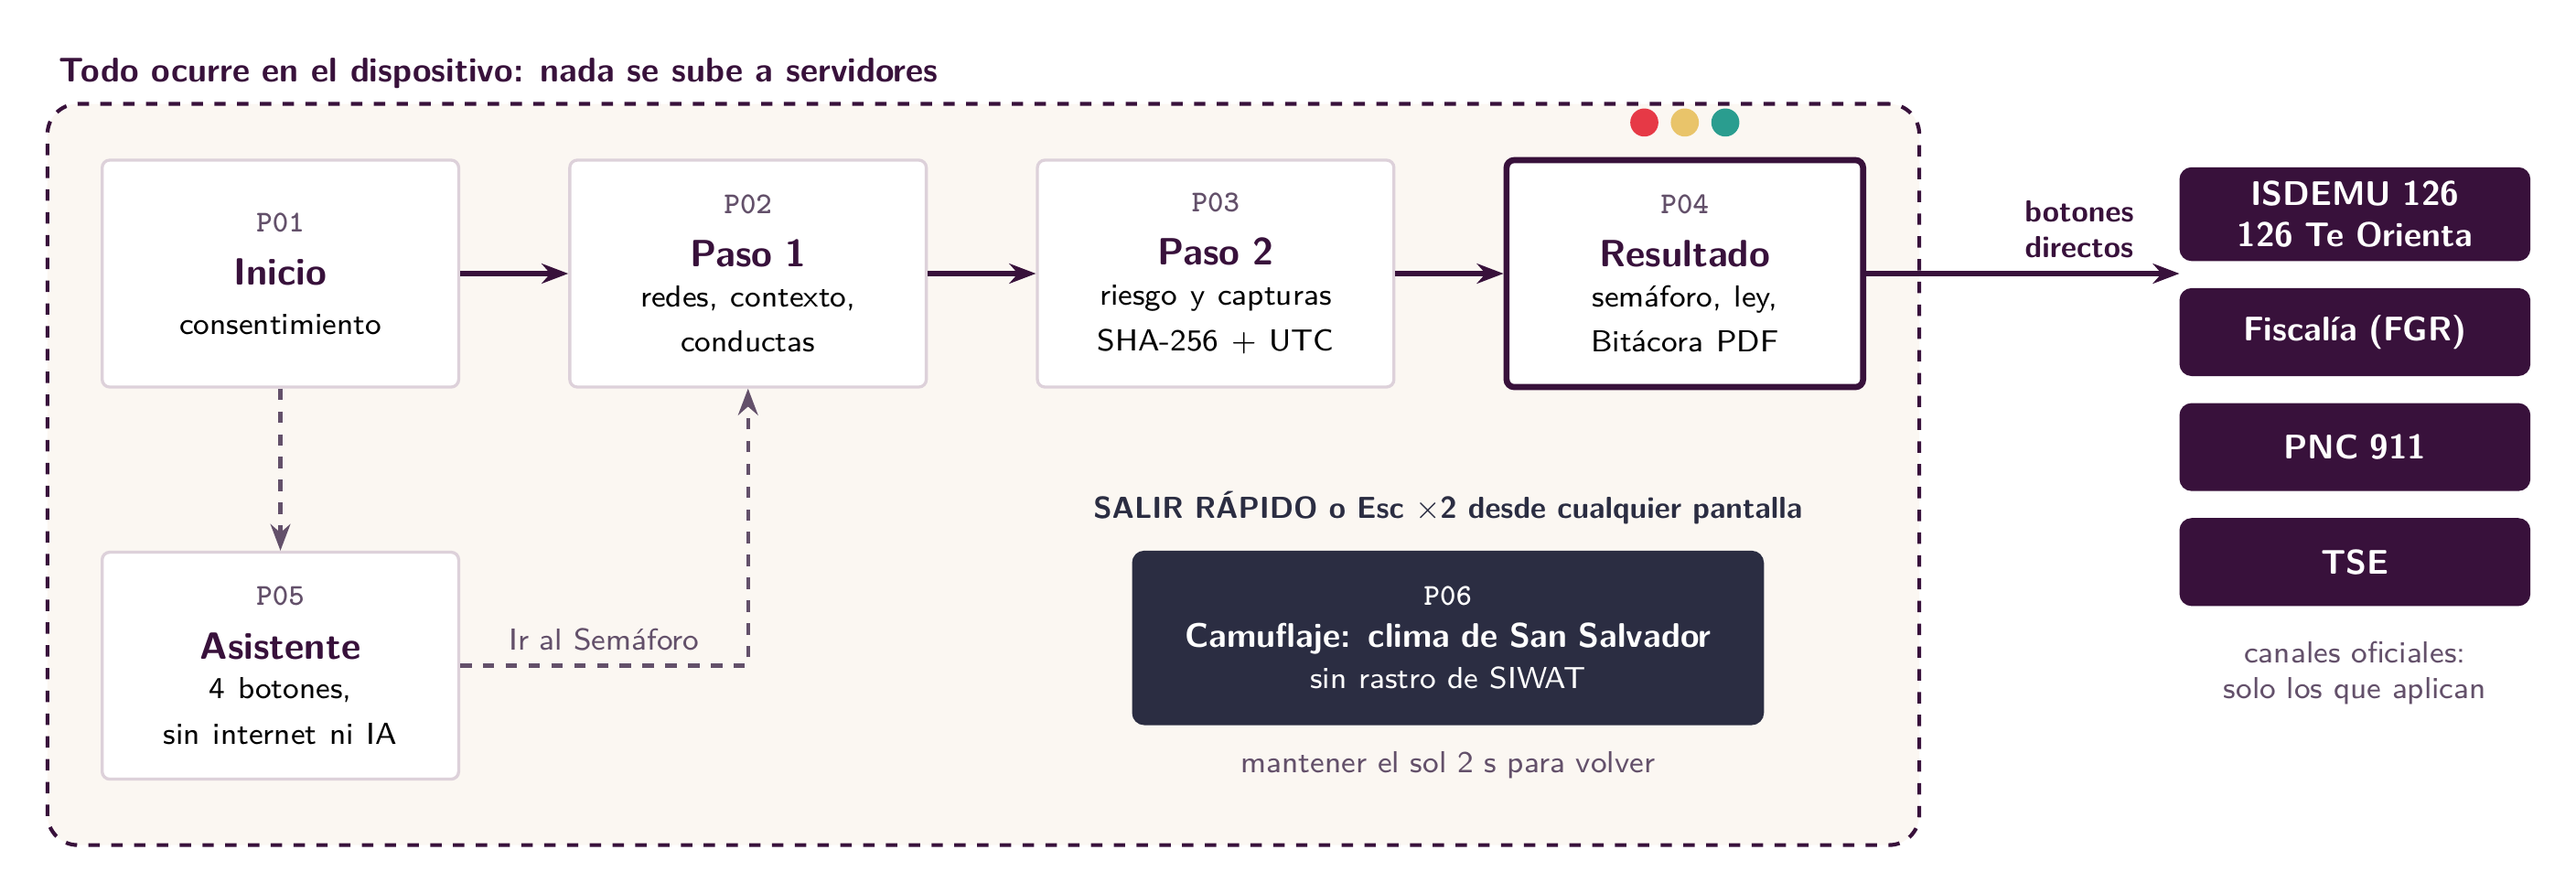 Todo ocurre en el dispositivo: nada se sube a servidores
P01
Inicio
consentimiento
P02
Paso 1
redes, contexto,
conductas
P03
Paso 2
riesgo y capturas
SHA-256 + UTC
P04
Resultado
semáforo, ley,
Bitácora PDF
botones
directos
ISDEMU 126
126 Te Orienta
Fiscalía (FGR)
PNC 911
TSE
canales oficiales:
solo los que aplican
P05
Asistente
4 botones,
sin internet ni IA
Ir al Semáforo
SALIR RÁPIDO o Esc ×2 desde cualquier pantalla
P06
Camuflaje: clima de San Salvador
sin rastro de SIWAT
mantener el sol 2 s para volver